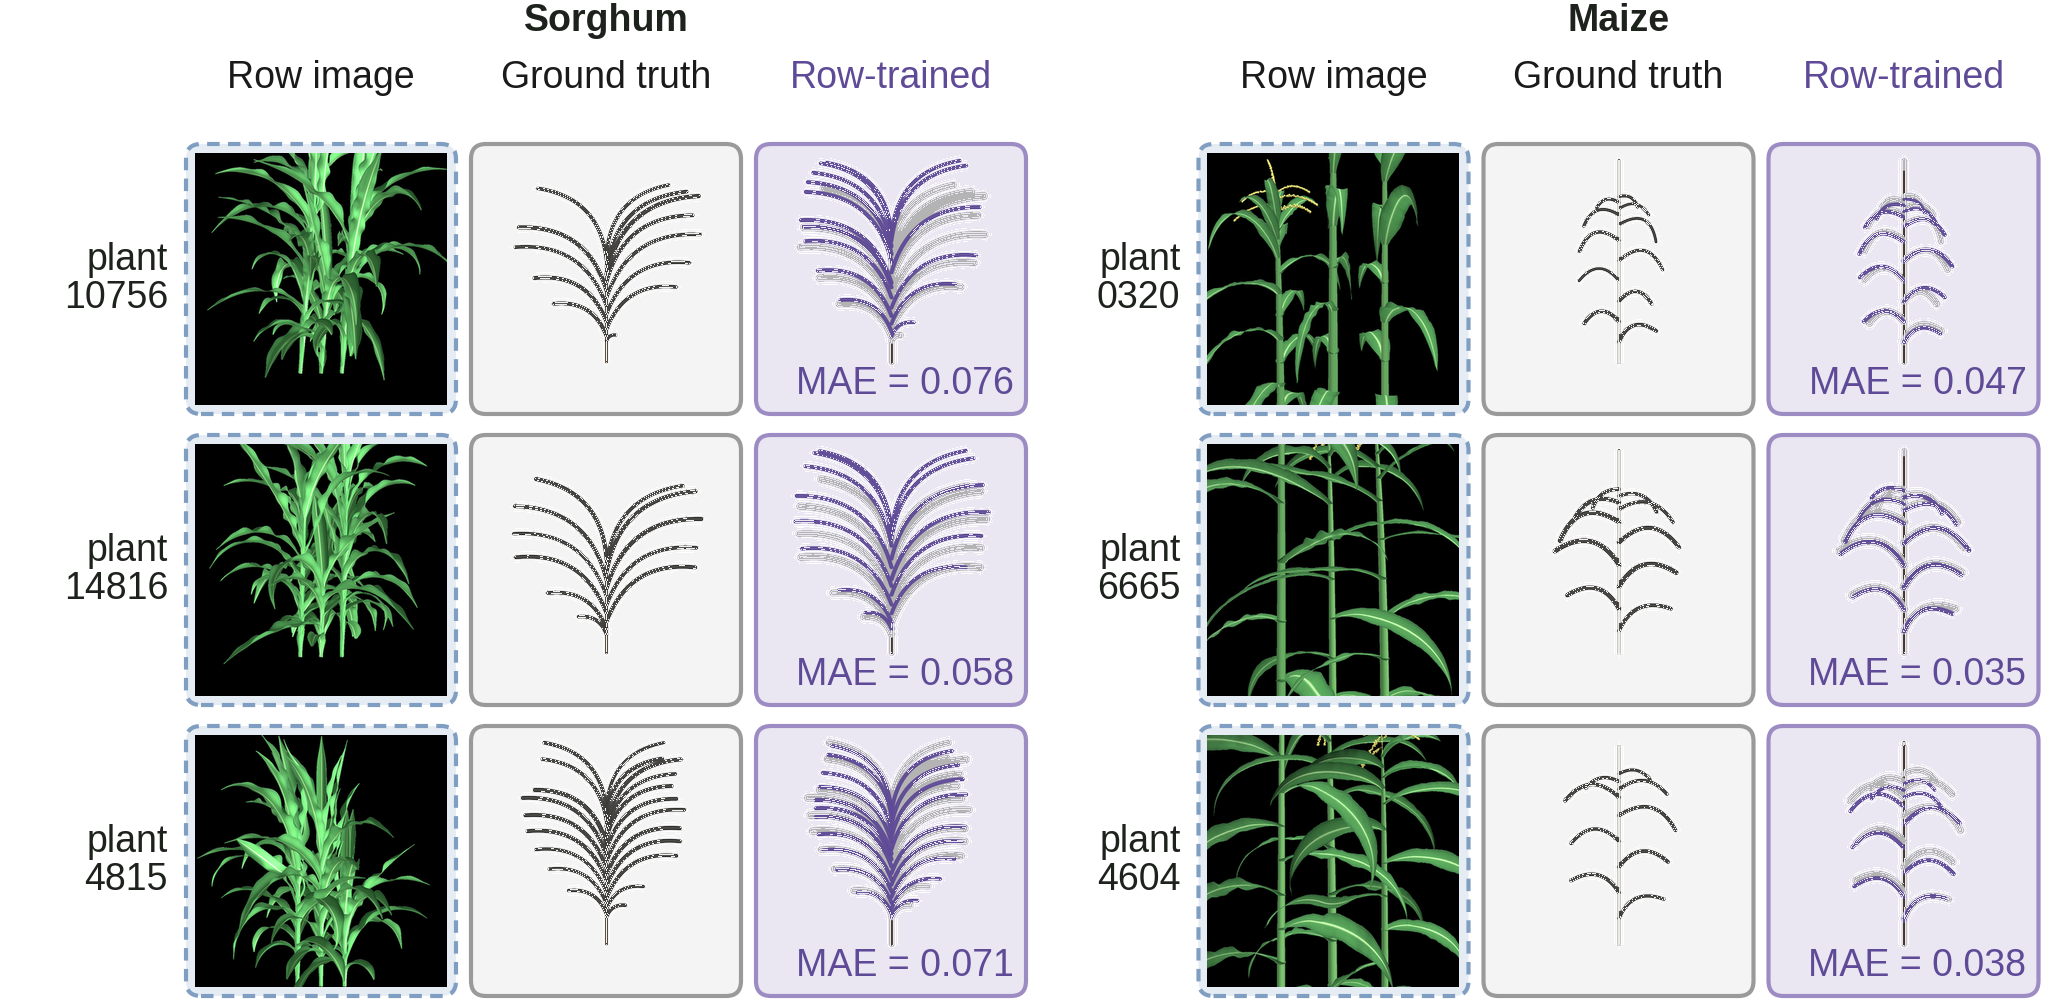 Sorghum
Maize
Row image
Ground truth
Row-trained
Row image
Ground truth
Row-trained
plant
10756
MAE = 0.076
plant
0320
MAE = 0.047
plant
14816
MAE = 0.058
plant
6665
MAE = 0.035
plant
4815
MAE = 0.071
plant
4604
MAE = 0.038